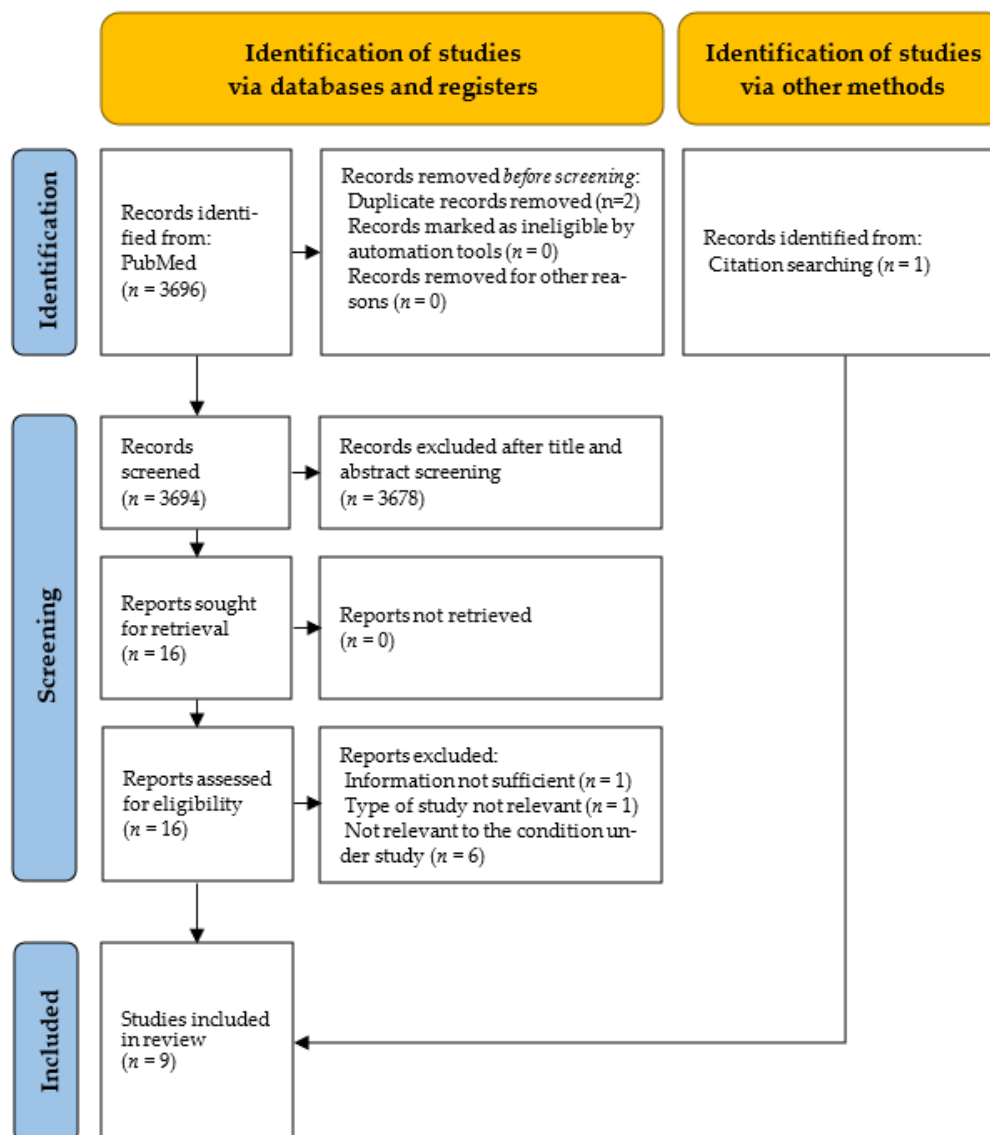 Identification of studies
via databases and registers
Identification of studies
via other methods
Identification
Records identi-
fied from:
PubMed
(n = 3696)
Records removed before screening:
Duplicate records removed (n=2)
Records marked as ineligible by
automation tools (n = 0)
Records removed for other rea-
sons (n = 0)
Records identified from:
Citation searching (n = 1)
Screening
Records
screened
(n = 3694)
Records excluded after title and
abstract screening
(n = 3678)
Reports sought
for retrieval
(n = 16)
Reports not retrieved
(n = 0)
Reports assessed
for eligibility
(n = 16)
Reports excluded:
Information not sufficient (n = 1)
Type of study not relevant (n = 1)
Not relevant to the condition un-
der study (n = 6)
Included
Studies included
in review
(n = 9)